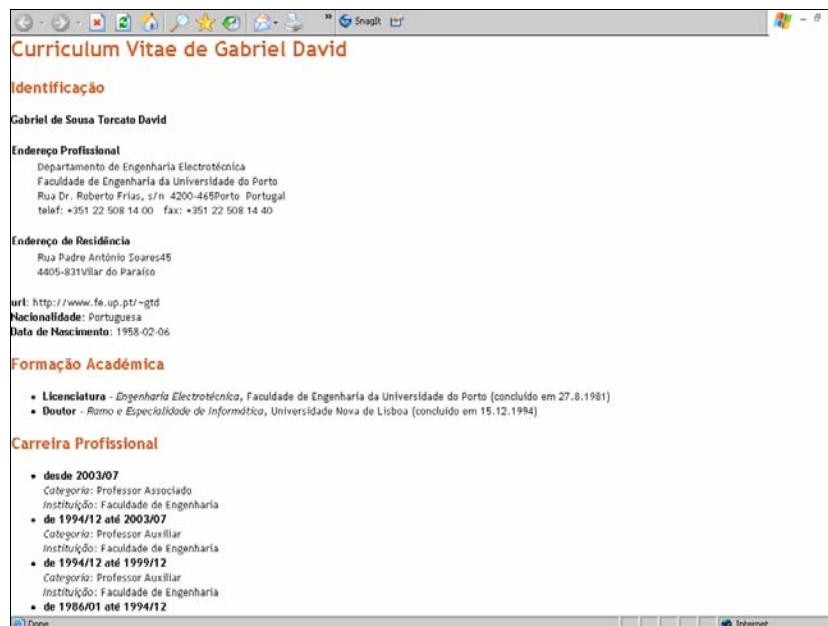 SnagIt
Curriculum Vitae de Gabriel David
Identificação
Gabriel de Sousa Torcato David
Endereço Profissional
Departamento de Engenharia Electrotécnica
Faculdade de Engenharia da Universidade do Porto
Rua Dr. Roberto Frias, s/n 4200-465Porto Portugal
telef: +351 22 508 14 00 fax: +351 22 508 14 40
Endereço de Residência
Rua Padre António Soares45
4405-831Vilar do Paraíso
url: http://www.fe.up.pt/~gtd
Nacionalidade: Portuguesa
Data de Nascimento: 1958-02-06
Formação Académica
• Licenciatura - Engenharia Electrotécnica, Faculdade de Engenharia da Universidade do Porto (concluído em 27.8.1981)
• Doutor - Ramo e Especialidade de Informática, Universidade Nova de Lisboa (concluído em 15.12.1994)
Carreira Profissional
• desde 2003/07
Categoria: Professor Associado
Instituição: Faculdade de Engenharia
• de 1994/12 até 2003/07
Categoria: Professor Auxiliar
Instituição: Faculdade de Engenharia
• de 1994/12 até 1999/12
Categoria: Professor Auxiliar
Instituição: Faculdade de Engenharia
• de 1986/01 até 1994/12
Done Internet